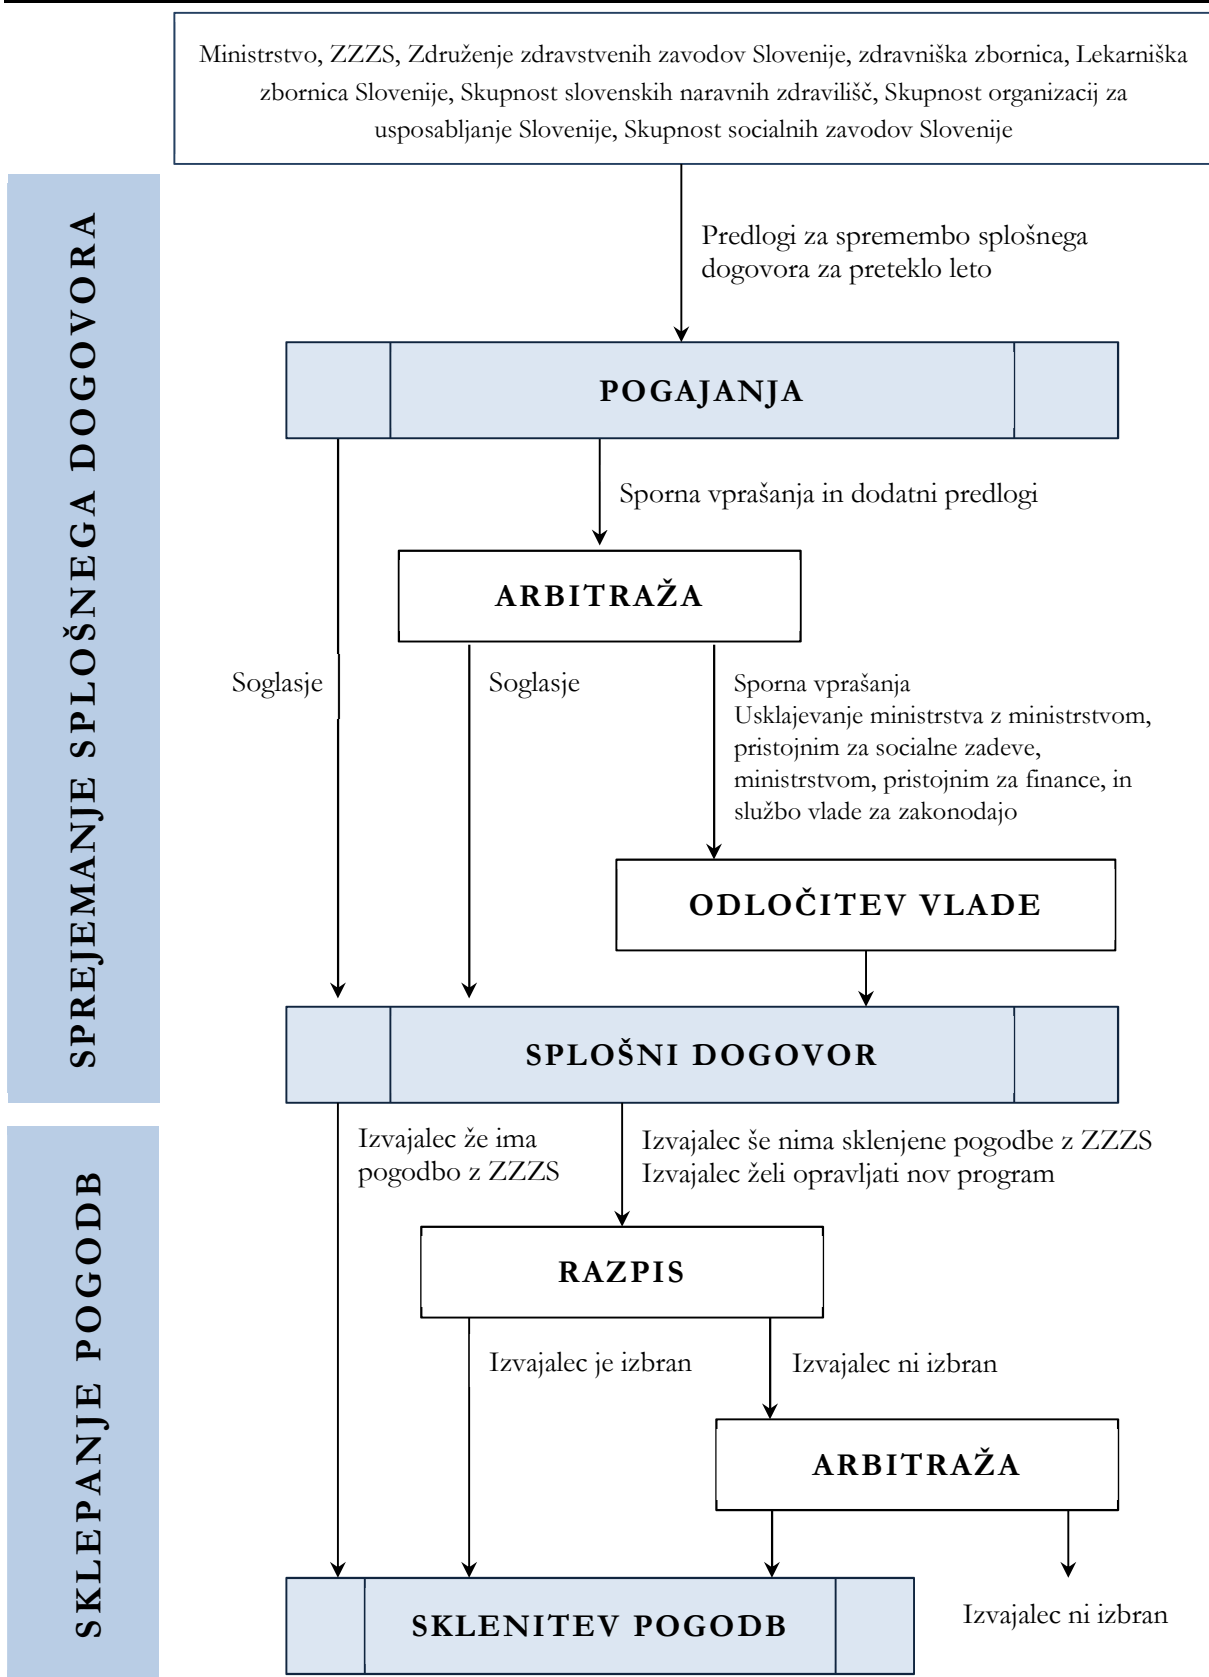 Ministrstvo, ZZZS, Združenje zdravstvenih zavodov Slovenije, zdravniška zbornica, Lekarniška
zbornica Slovenije, Skupnost slovenskih naravnih zdravilišč, Skupnost organizacij za
usposabljanje Slovenije, Skupnost socialnih zavodov Slovenije
SPREJEMANJE SPLOŠNEGA DOGOVORA
Predlogi za spremembo splošnega
dogovora za preteklo leto
POGAJANJA
Sporna vprašanja in dodatni predlogi
ARBITRAŽA
Soglasje
Soglasje
Sporna vprašanja
Usklajevanje ministrstva z ministrstvom,
pristojnim za socialne zadeve,
ministrstvom, pristojnim za finance, in
službo vlade za zakonodajo
ODLOČITEV VLADE
SPLOŠNI DOGOVOR
SKLEPANJE POGODB
Izvajalec že ima
pogodbo z ZZZS
Izvajalec še nima sklenjene pogodbe z ZZZS
Izvajalec želi opravljati nov program
RAZPIS
Izvajalec je izbran
Izvajalec ni izbran
ARBITRAŽA
SKLENITEV POGODB
Izvajalec ni izbran